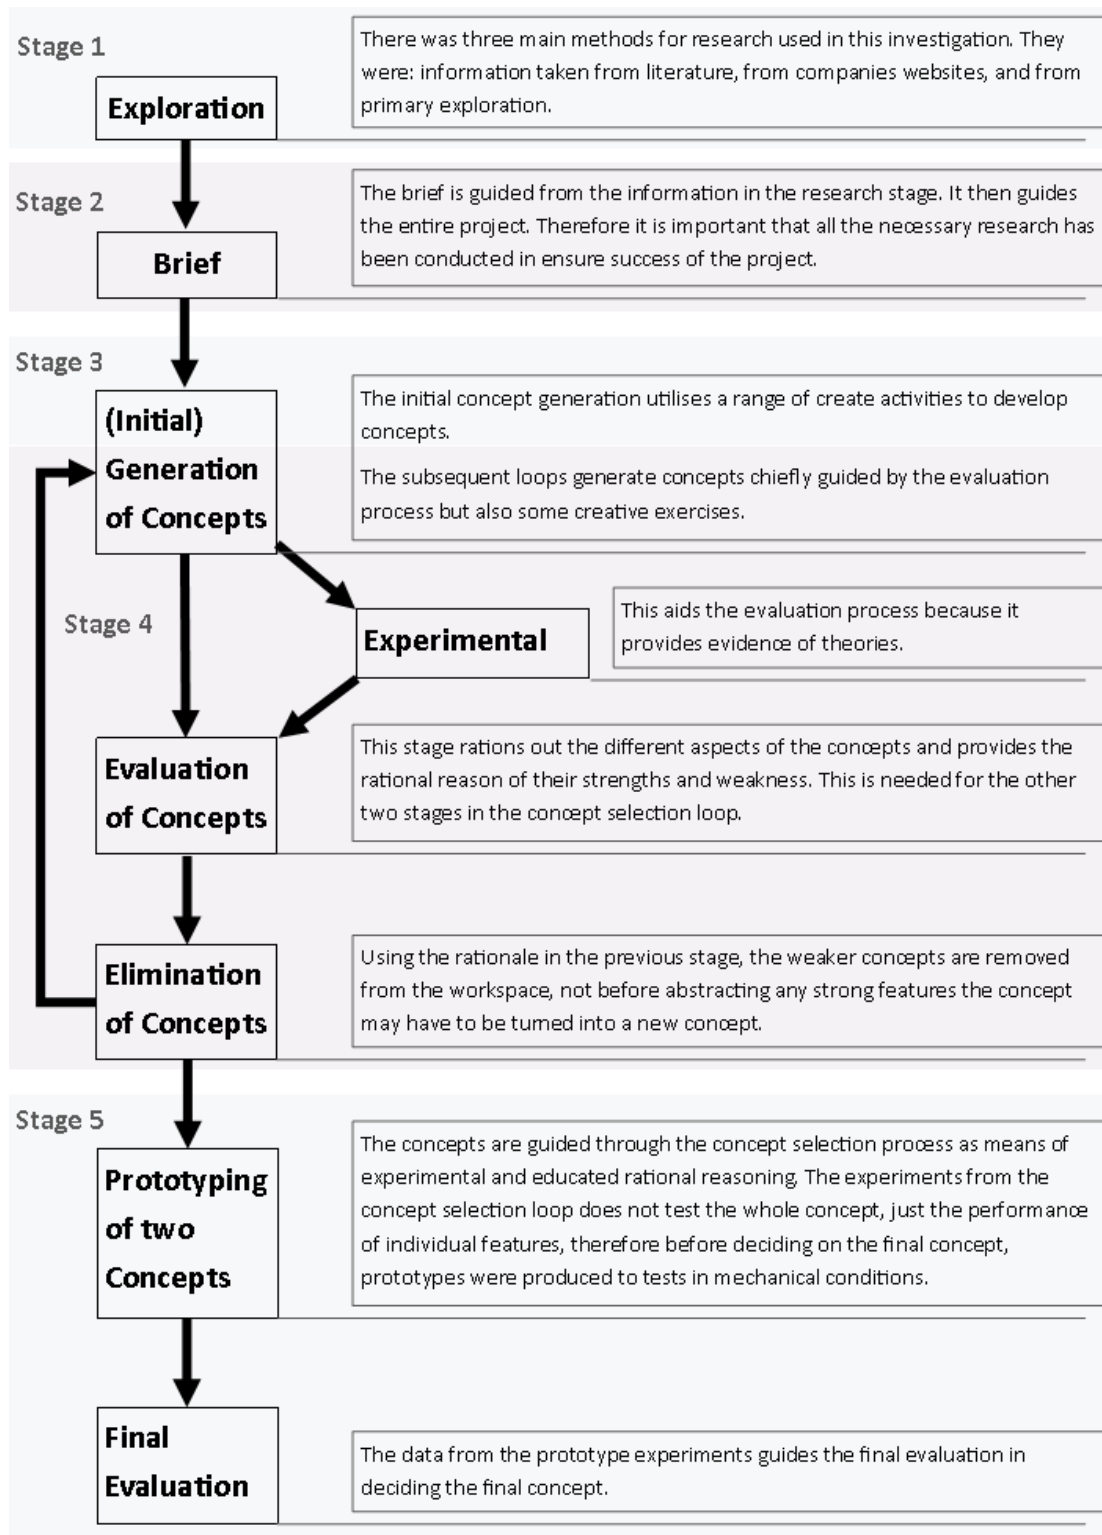 Stage 1
Exploration
There was three main methods for research used in this investigation. They
were: information taken from literature, from companies websites, and from
primary exploration.
Stage 2
Brief
The brief is guided from the information in the research stage. It then guides
the entire project. Therefore it is important that all the necessary research has
been conducted in ensure success of the project.
Stage 3
(Initial)
Generation
of Concepts
The initial concept generation utilises a range of create activities to develop
concepts.
The subsequent loops generate concepts chiefly guided by the evaluation
process but also some creative exercises.
Stage 4
Experimental
This aids the evaluation process because it
provides evidence of theories.
Evaluation
of Concepts
This stage rations out the different aspects of the concepts and provides the
rational reason of their strengths and weakness. This is needed for the other
two stages in the concept selection loop.
Elimination
of Concepts
Using the rationale in the previous stage, the weaker concepts are removed
from the workspace, not before abstracting any strong features the concept
may have to be turned into a new concept.
Stage 5
Prototyping
of two
Concepts
The concepts are guided through the concept selection process as means of
experimental and educated rational reasoning. The experiments from the
concept selection loop does not test the whole concept, just the performance
of individual features, therefore before deciding on the final concept,
prototypes were produced to tests in mechanical conditions.
Final
Evaluation
The data from the prototype experiments guides the final evaluation in
deciding the final concept.